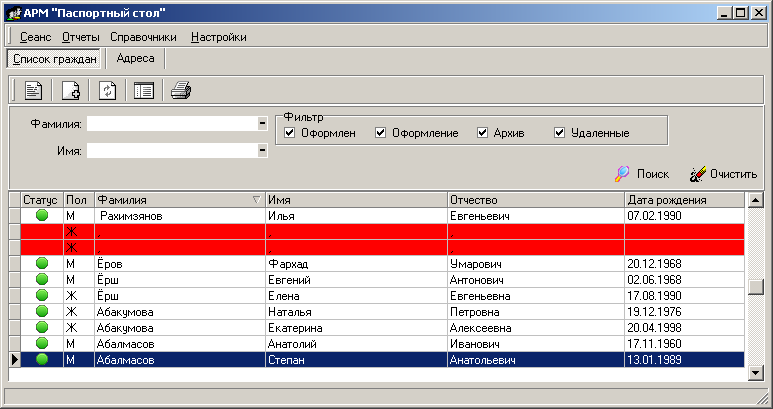 АРМ "Паспортный стол"
Сеанс Отчеты Справочники Настройки
Список граждан Адреса
Фамилия:
Имя:
Фильтр
Оформлен Оформление Архив Удаленные
Поиск Очистить
Статус Пол Фамилия Имя Отчество Дата рождения
М Рахимзянов Илья Евгеньевич 07.02.1990
Ж . . .
Ж . . .
М Ёров Фархад Умарович 20.12.1968
М Ёрш Евгений Антонович 02.06.1968
Ж Ёрш Елена Евгеньевна 17.08.1990
Ж Абакумова Наталья Петровна 19.12.1976
Ж Абакумова Екатерина Алексеевна 20.04.1998
М Абалмасов Анатолий Иванович 17.11.1960
М Абалмасов Степан Анатольевич 13.01.1989